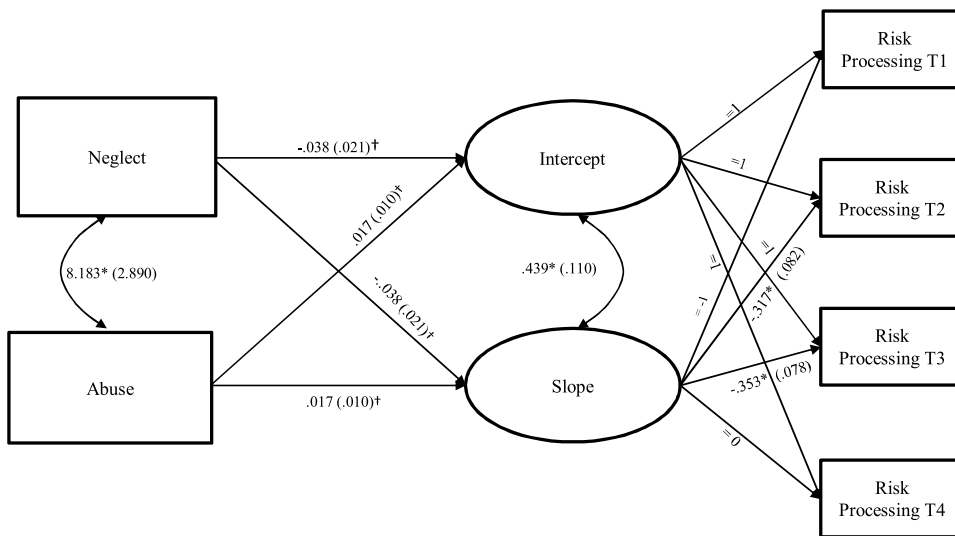 Risk
Processing T1
=1
Neglect
-.038 (.021)†
Intercept
=1
Risk
Processing T2
.017 (.010)†
=1
=1
-.317* (.082)
8.183* (2.890)
.439* (.110)
-.038 (.021)†
= -1
Risk
Processing T3
Abuse
.017 (.010)†
Slope
-.353* (.078)
= 0
Risk
Processing T4